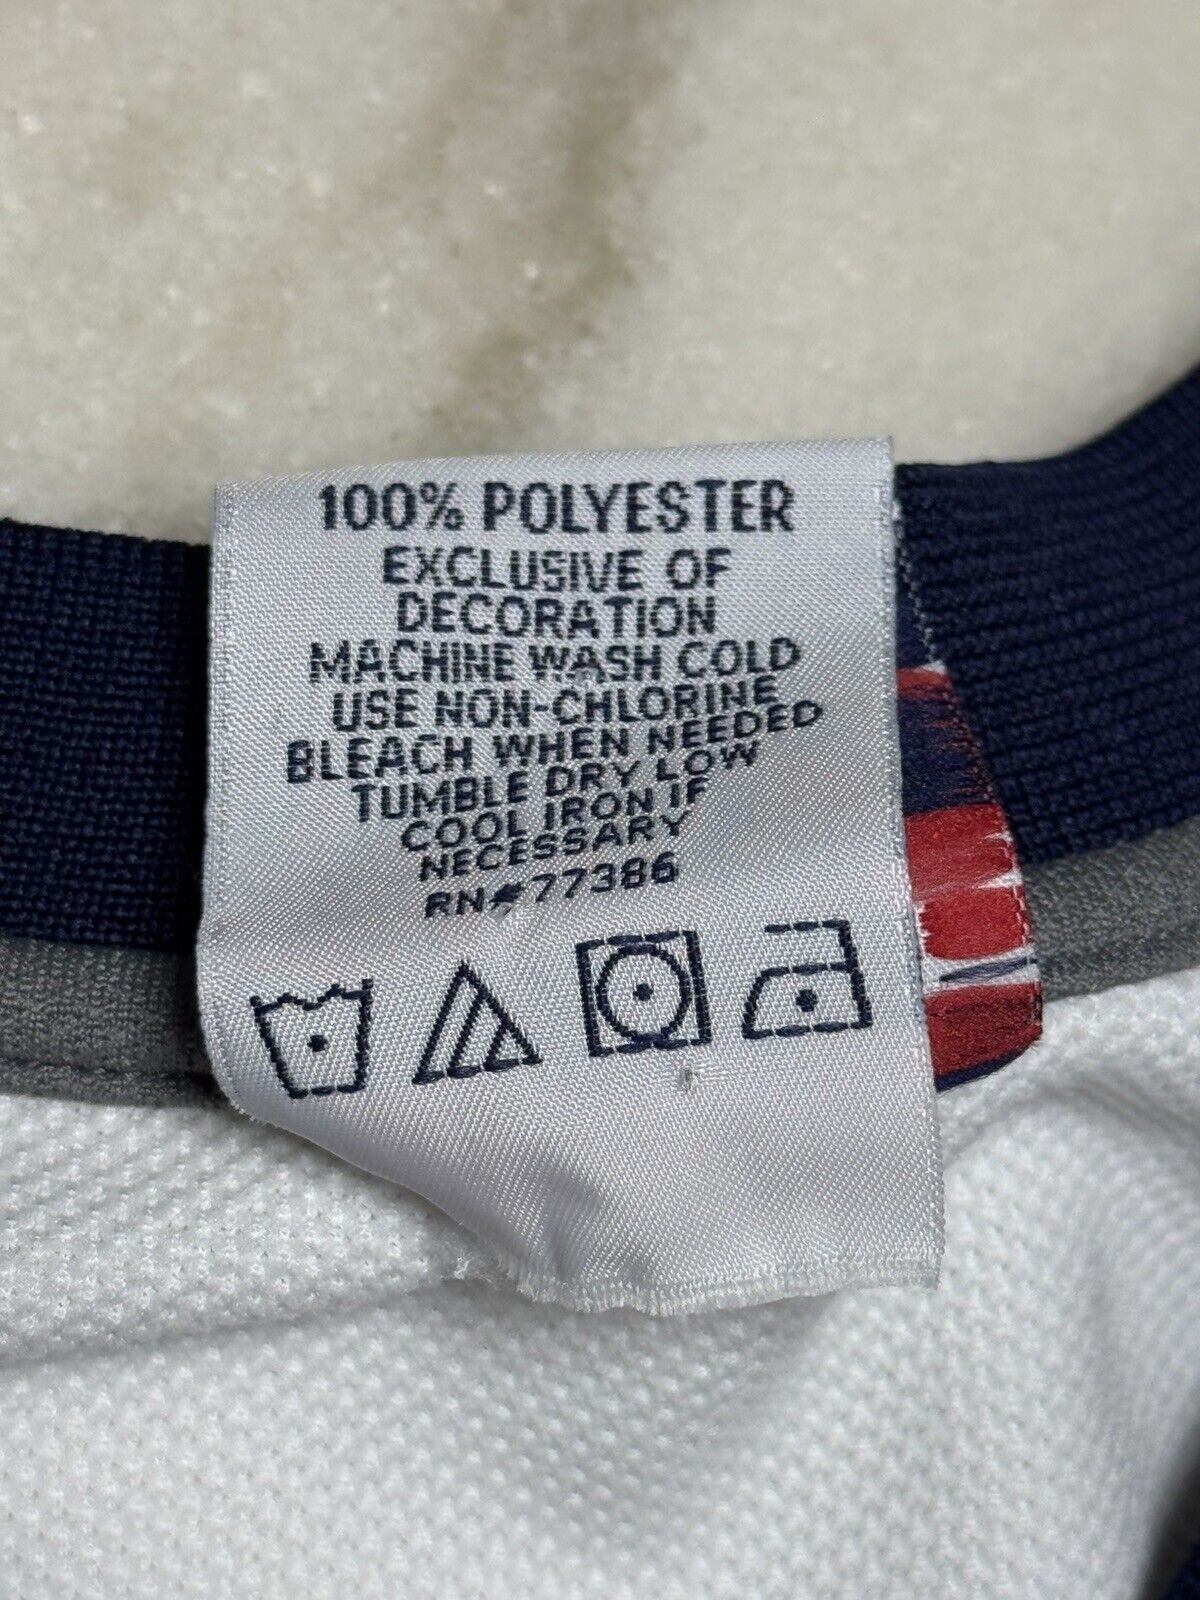 100% POLYESTER
EXCLUSIVE OF
DECORATION
MACHINE WASH COLD
USE NON-CHLORINE
BLEACH WHEN NEEDED
TUMBLE DRY LOW
COOL IRON IF
NECESSARY
RN#77386